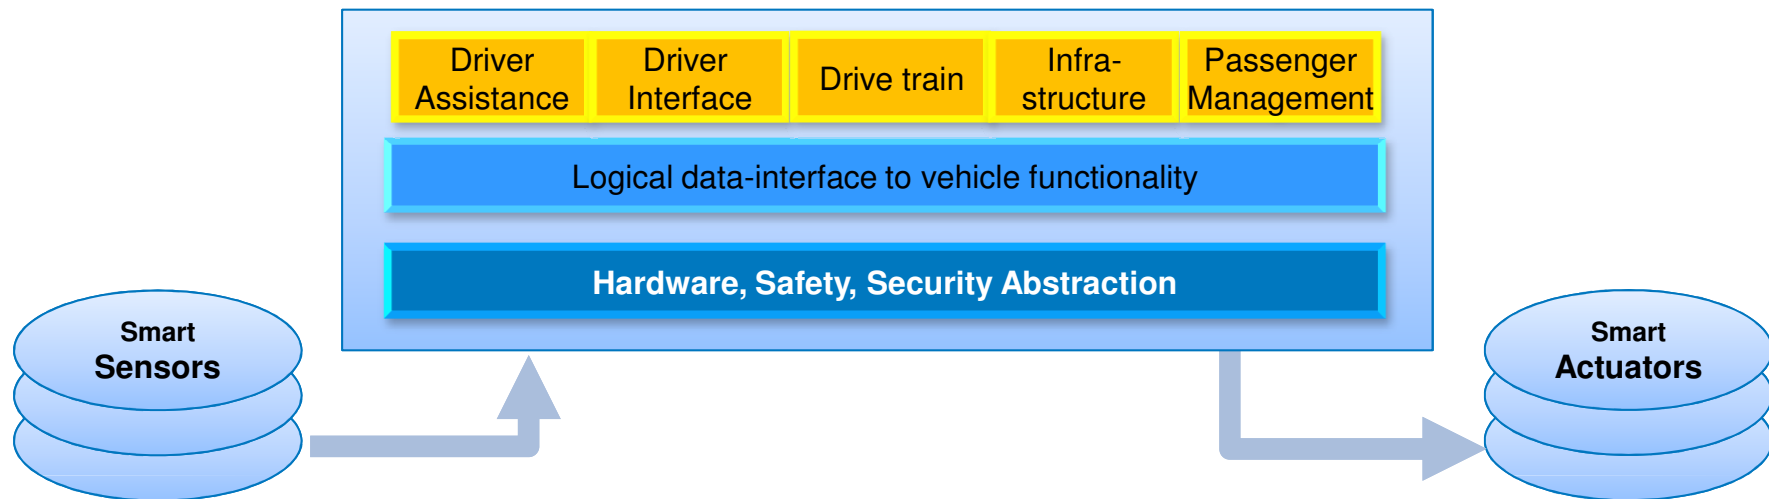 Driver
Assistance
Driver
Interface
Drive train
Infra-
structure
Passenger
Management
Logical data-interface to vehicle functionality
Hardware, Safety, Security Abstraction
Smart
Sensors
Smart
Actuators